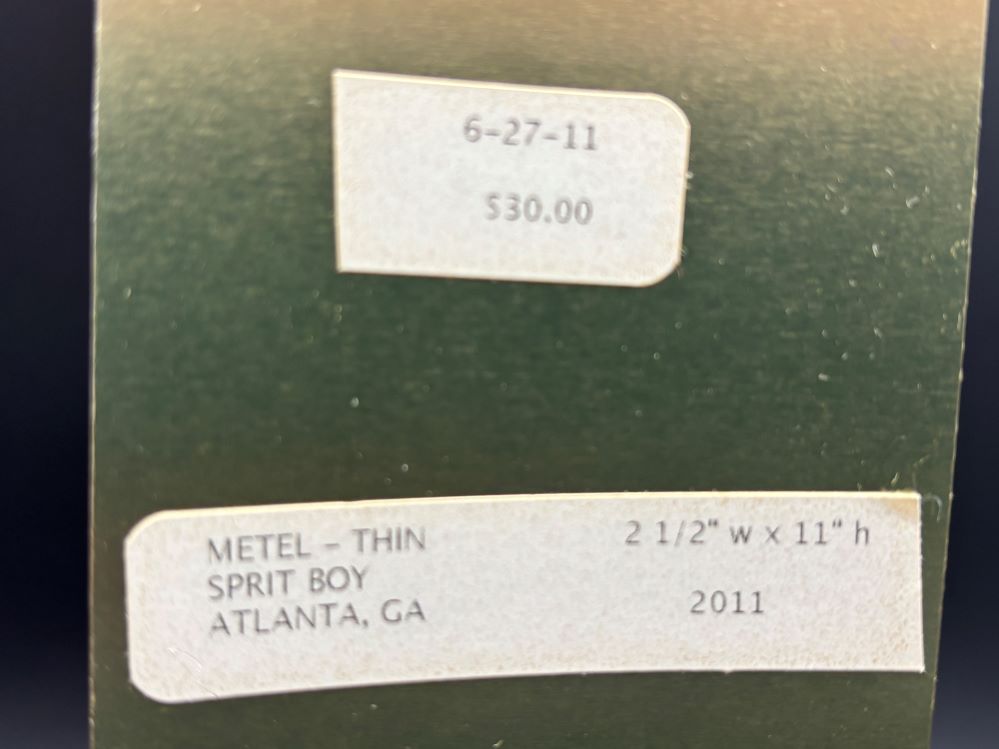 6-27-11
$30.00
METEL - THIN
SPRIT BOY
ATLANTA, GA
2 1/2" w x 11" h
2011